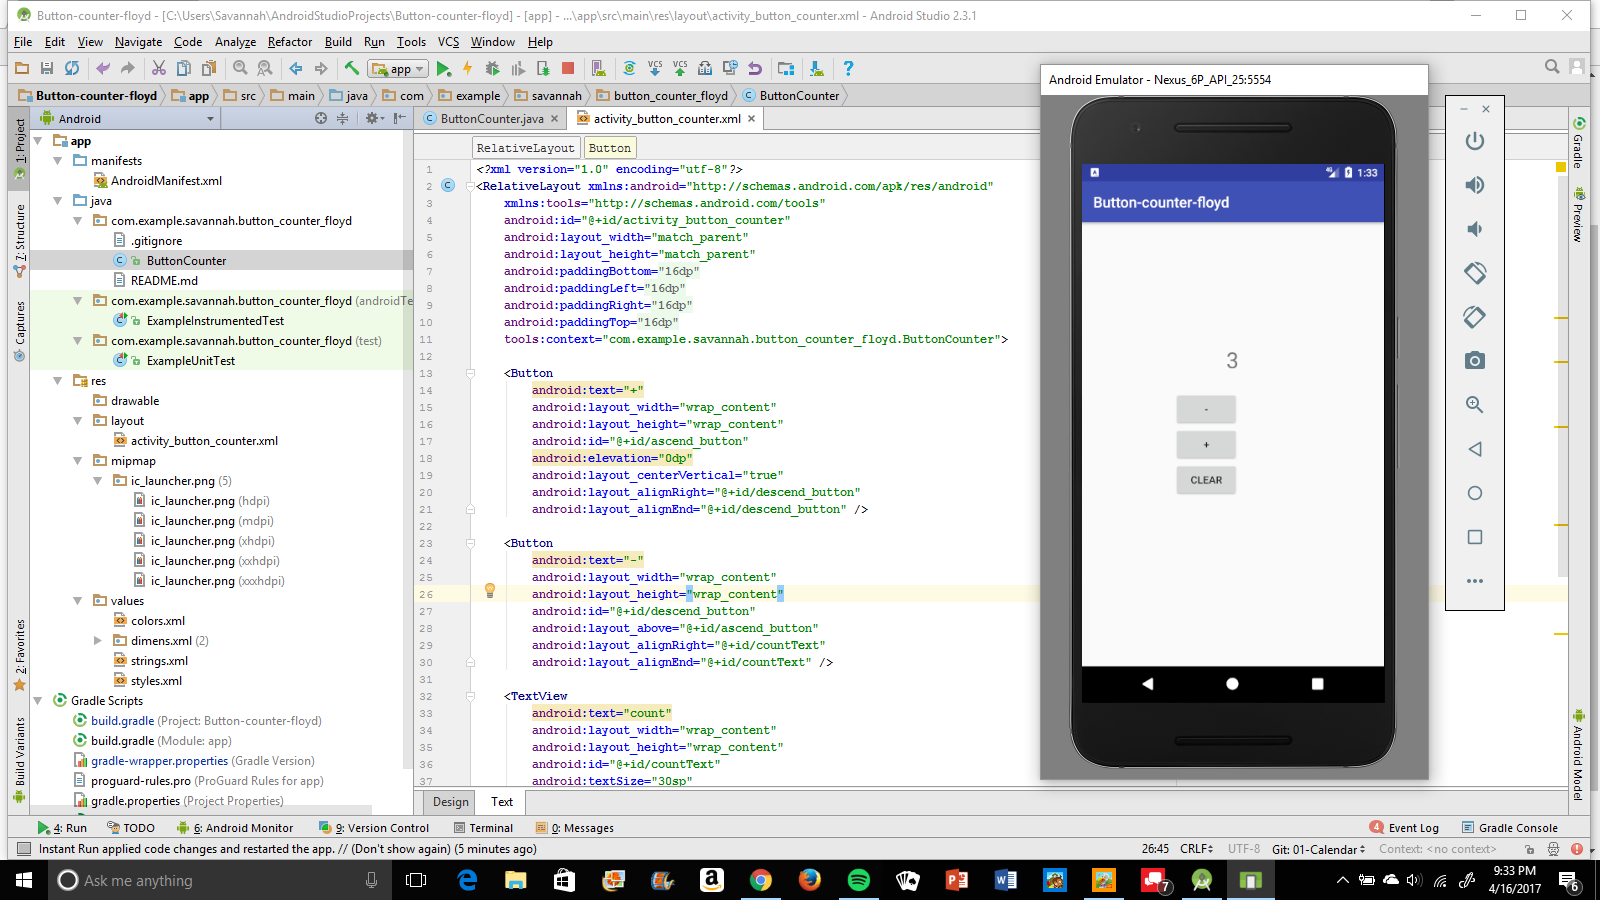 Button-counter-floyd - [C:\Users\Savannah\AndroidStudioProjects\Button-counter-floyd] - [app] - ...\app\src\main\res\layout\activity_button_counter.xml - Android Studio 2.3.1
File Edit View Navigate Code Analyze Refactor Build Run Tools VCS Window Help
app
VCS VCS
Button-counter-floyd app src main java com example savannah button_counter_floyd ButtonCounter
1: Project
7: Structure
Captures
2: Favorites
Build Variants
Android
app
manifests
AndroidManifest.xml
java
com.example.savannah.button_counter_floyd
.gitignore
ButtonCounter
README.md
com.example.savannah.button_counter_floyd (androidTe
ExampleInstrumentedTest
com.example.savannah.button_counter_floyd (test)
ExampleUnitTest
res
drawable
layout
activity_button_counter.xml
mipmap
ic_launcher.png (5)
ic_launcher.png (hdpi)
ic_launcher.png (mdpi)
ic_launcher.png (xhdpi)
ic_launcher.png (xxhdpi)
ic_launcher.png (xxxhdpi)
values
colors.xml
dimens.xml (2)
strings.xml
styles.xml
Gradle Scripts
build.gradle (Project: Button-counter-floyd)
build.gradle (Module: app)
gradle-wrapper.properties (Gradle Version)
proguard-rules.pro (ProGuard Rules for app)
gradle.properties (Project Properties)
ButtonCounter.java activity_button_counter.xml
RelativeLayout Button
1 <?xml version="1.0" encoding="utf-8"?>
2 <RelativeLayout xmlns:android="http://schemas.android.com/apk/res/android"
3 xmlns:tools="http://schemas.android.com/tools"
4 android:id="@+id/activity_button_counter"
5 android:layout_width="match_parent"
6 android:layout_height="match_parent"
7 android:paddingBottom="16dp"
8 android:paddingLeft="16dp"
9 android:paddingRight="16dp"
10 android:paddingTop="16dp"
11 tools:context="com.example.savannah.button_counter_floyd.ButtonCounter">
12
13 <Button
14 android:text="+"
15 android:layout_width="wrap_content"
16 android:layout_height="wrap_content"
17 android:id="@+id/ascend_button"
18 android:elevation="0dp"
19 android:layout_centerVertical="true"
20 android:layout_alignRight="@+id/descend_button"
21 android:layout_alignEnd="@+id/descend_button" />
22
23 <Button
24 android:text="-"
25 android:layout_width="wrap_content"
26 android:layout_height="wrap_content"
27 android:id="@+id/descend_button"
28 android:layout_above="@+id/ascend_button"
29 android:layout_alignRight="@+id/countText"
30 android:layout_alignEnd="@+id/countText" />
31
32 <TextView
33 android:text="count"
34 android:layout_width="wrap_content"
35 android:layout_height="wrap_content"
36 android:id="@+id/countText"
37 android:textSize="30sp"
Design Text
Android Emulator - Nexus_6P_API_25:5554
1:33
Button-counter-floyd
3
-
+
CLEAR
Gradle
Preview
Android Model
4: Run TODO 6: Android Monitor 9: Version Control Terminal 0: Messages 4 Event Log Gradle Console
Instant Run applied code changes and restarted the app. // (Don't show again) (5 minutes ago) 26:45 CRLF UTF-8 Git: 01-Calendar Context: <no context>
Ask me anything
7
9:33 PM
4/16/2017
6